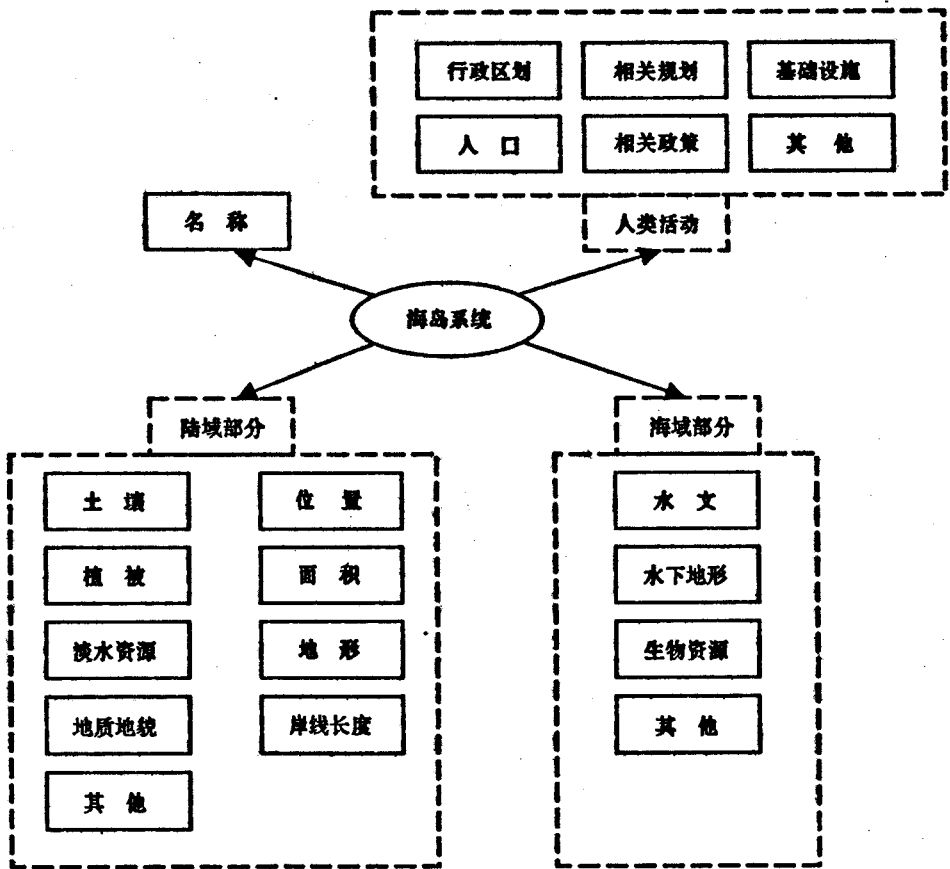 行政区划 相关规划 基础设施
人 口 相关政策 其 他
名 称 人类活动
海岛系统
陆域部分 海域部分
土 壤 位 置 水 文
植 被 面 积 水下地形
淡水资源 地 形 生物资源
地质地貌 岸线长度 其 他
其 他